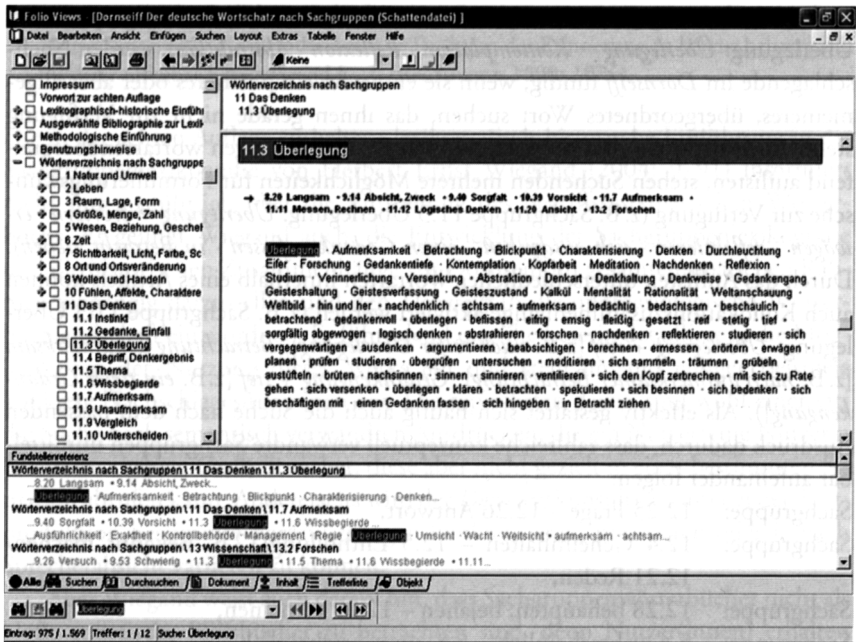 Folio Views - [Dornseiff Der deutsche Wortschatz nach Sachgruppen (Schattendatei) ]
Datei Bearbeiten Ansicht Einfügen Suchen Layout Extras Tabelle Fenster Hilfe
Keine
Impressum
Vorwort zur achten Auflage
Lexikographisch-historische Einfüh
Ausgewählte Bibliographie zur Lexi
Methodologische Einführung
Benutzungshinweise
Wörterverzeichnis nach Sachgruppe
1 Natur und Umwelt
2 Leben
3 Raum, Lage, Form
4 Größe, Menge, Zahl
5 Wesen, Beziehung, Gescheh
6 Zeit
7 Sichtbarkeit, Licht, Farbe, Sc
8 Ort und Ortsveränderung
9 Wollen und Handeln
10 Fühlen, Affekte, Charaktere
11 Das Denken
11.1 Instinkt
11.2 Gedanke, Einfall
11.3 Überlegung
11.4 Begriff, Denkergebnis
11.5 Thema
11.6 Wissbegierde
11.7 Aufmerksam
11.8 Unaufmerksam
11.9 Vergleich
11.10 Unterscheiden
Wörterverzeichnis nach Sachgruppen
11 Das Denken
11.3 Überlegung
11.3 Überlegung
➔ 8.20 Langsam • 9.14 Absicht, Zweck • 9.40 Sorgfalt • 10.39 Vorsicht • 11.7 Aufmerksam •
11.11 Messen, Rechnen • 11.12 Logisches Denken • 11.20 Ansicht • 13.2 Forschen
Überlegung · Aufmerksamkeit · Betrachtung · Blickpunkt · Charakterisierung · Denken · Durchleuchtung ·
Eifer · Forschung · Gedankentiefe · Kontemplation · Kopfarbeit · Meditation · Nachdenken · Reflexion ·
Studium · Verinnerlichung · Versenkung • Abstraktion · Denkart · Denkhaltung · Denkweise · Gedankengang ·
Geisteshaltung · Geistesverfassung · Geisteszustand · Kalkül · Mentalität · Rationalität · Weltanschauung ·
Weltbild • hin und her • nachdenklich • achtsam · aufmerksam · bedächtig · bedachtsam · beschaulich ·
betrachtend · gedankenvoll · überlegen • beflissen · eifrig · emsig · fleißig · gesetzt · reif · stetig · tief •
sorgfältig abgewogen • logisch denken • abstrahieren · forschen · nachdenken · reflektieren · studieren · sich
vergegenwärtigen • ausdenken · argumentieren · beabsichtigen · berechnen · ermessen · erörtern · erwägen ·
planen · prüfen · studieren · überprüfen · untersuchen • meditieren · sinn sammeln · träumen · grübeln ·
austüfteln · brüten · nachsinnen · sinnen · sinnieren · ventilieren • sich den Kopf zerbrechen · mit sich zu Rate
gehen · sich versenken • überlegen • klären · betrachten · spekulieren • sich besinnen · sich bedenken · sich
beschäftigen mit · einen Gedanken fassen · sich hingeben · in Betracht ziehen
Fundstellenreferenz
Wörterverzeichnis nach Sachgruppen \ 11 Das Denken \ 11.3 Überlegung
...8.20 Langsam • 9.14 Absicht, Zweck...
...Überlegung · Aufmerksamkeit · Betrachtung · Blickpunkt · Charakterisierung · Denken...
Wörterverzeichnis nach Sachgruppen \ 11 Das Denken \ 11.7 Aufmerksam
...9.40 Sorgfalt • 10.39 Vorsicht • 11.3 Überlegung • 11.6 Wissbegierde...
...Ausführlichkeit · Exaktheit · Kontrollbehörde · Management · Regie · Überlegung · Umsicht · Wacht · Weitsicht • aufmerksam · achtsam...
Wörterverzeichnis nach Sachgruppen \ 13 Wissenschaft \ 13.2 Forschen
...9.26 Versuch • 9.53 Schwierig • 11.3 Überlegung • 11.5 Thema • 11.6 Wissbegierde • 11.11...
Alle Suchen Durchsuchen Dokument Inhalt Trefferliste Objekt
Überlegung
Eintrag: 975 / 1.569 Treffer: 1 / 12 Suche: Überlegung